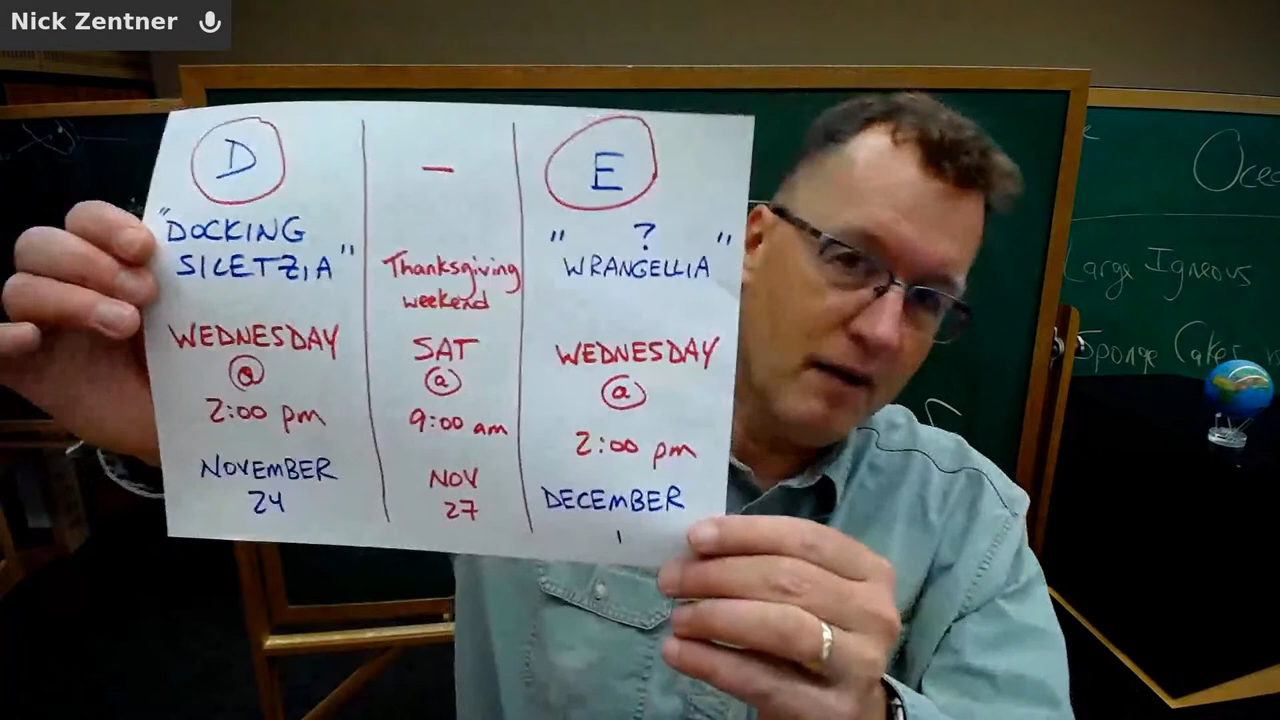 Nick Zentner
D
"DOCKING
SILETZIA"
WEDNESDAY
@
2:00 pm
NOVEMBER
24
—
Thanksgiving
weekend
SAT
@
9:00 am
NOV
27
E
" ? "
WRANGELLIA
WEDNESDAY
@
2:00 pm
DECEMBER
1
Large Igneous
Sponge Cakes